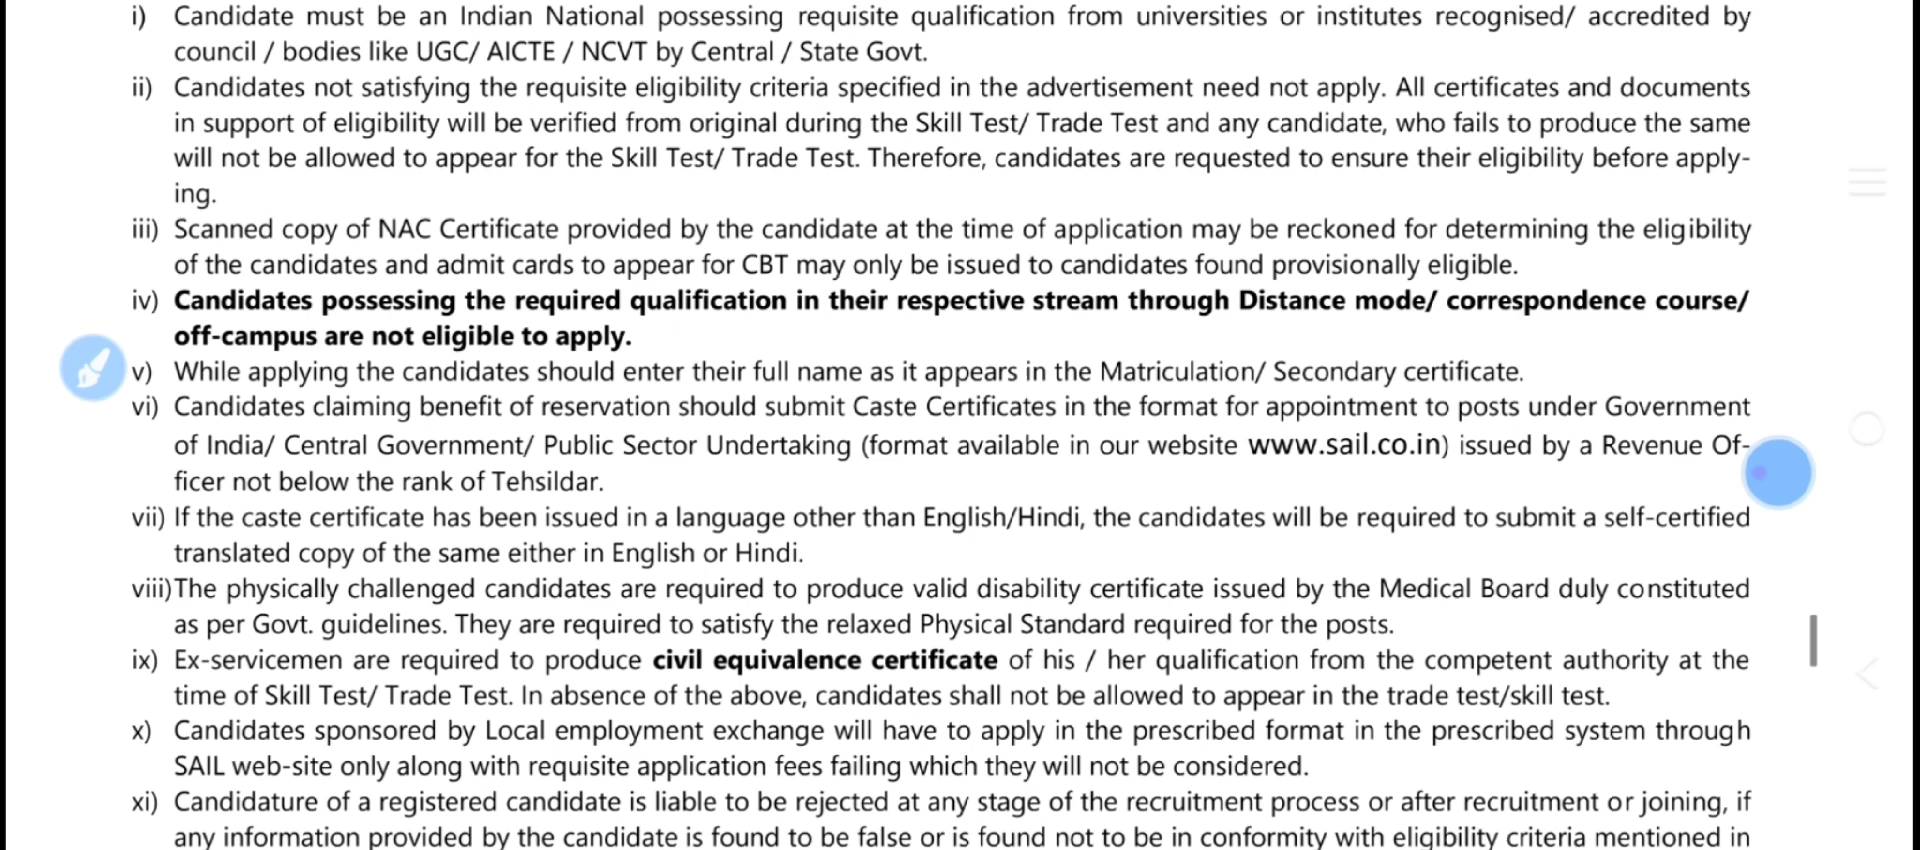 i) Candidate must be an Indian National possessing requisite qualification from universities or institutes recognised/ accredited by
council / bodies like UGC/ AICTE / NCVT by Central / State Govt.
ii) Candidates not satisfying the requisite eligibility criteria specified in the advertisement need not apply. All certificates and documents
in support of eligibility will be verified from original during the Skill Test/ Trade Test and any candidate, who fails to produce the same
will not be allowed to appear for the Skill Test/ Trade Test. Therefore, candidates are requested to ensure their eligibility before apply-
ing.
iii) Scanned copy of NAC Certificate provided by the candidate at the time of application may be reckoned for determining the eligibility
of the candidates and admit cards to appear for CBT may only be issued to candidates found provisionally eligible.
iv) Candidates possessing the required qualification in their respective stream through Distance mode/ correspondence course/
off-campus are not eligible to apply.
v) While applying the candidates should enter their full name as it appears in the Matriculation/ Secondary certificate.
vi) Candidates claiming benefit of reservation should submit Caste Certificates in the format for appointment to posts under Government
of India/ Central Government/ Public Sector Undertaking (format available in our website www.sail.co.in) issued by a Revenue Of-
ficer not below the rank of Tehsildar.
vii) If the caste certificate has been issued in a language other than English/Hindi, the candidates will be required to submit a self-certified
translated copy of the same either in English or Hindi.
viii)The physically challenged candidates are required to produce valid disability certificate issued by the Medical Board duly constituted
as per Govt. guidelines. They are required to satisfy the relaxed Physical Standard required for the posts.
ix) Ex-servicemen are required to produce civil equivalence certificate of his / her qualification from the competent authority at the
time of Skill Test/ Trade Test. In absence of the above, candidates shall not be allowed to appear in the trade test/skill test.
x) Candidates sponsored by Local employment exchange will have to apply in the prescribed format in the prescribed system through
SAIL web-site only along with requisite application fees failing which they will not be considered.
xi) Candidature of a registered candidate is liable to be rejected at any stage of the recruitment process or after recruitment or joining, if
any information provided by the candidate is found to be false or is found not to be in conformity with eligibility criteria mentioned in